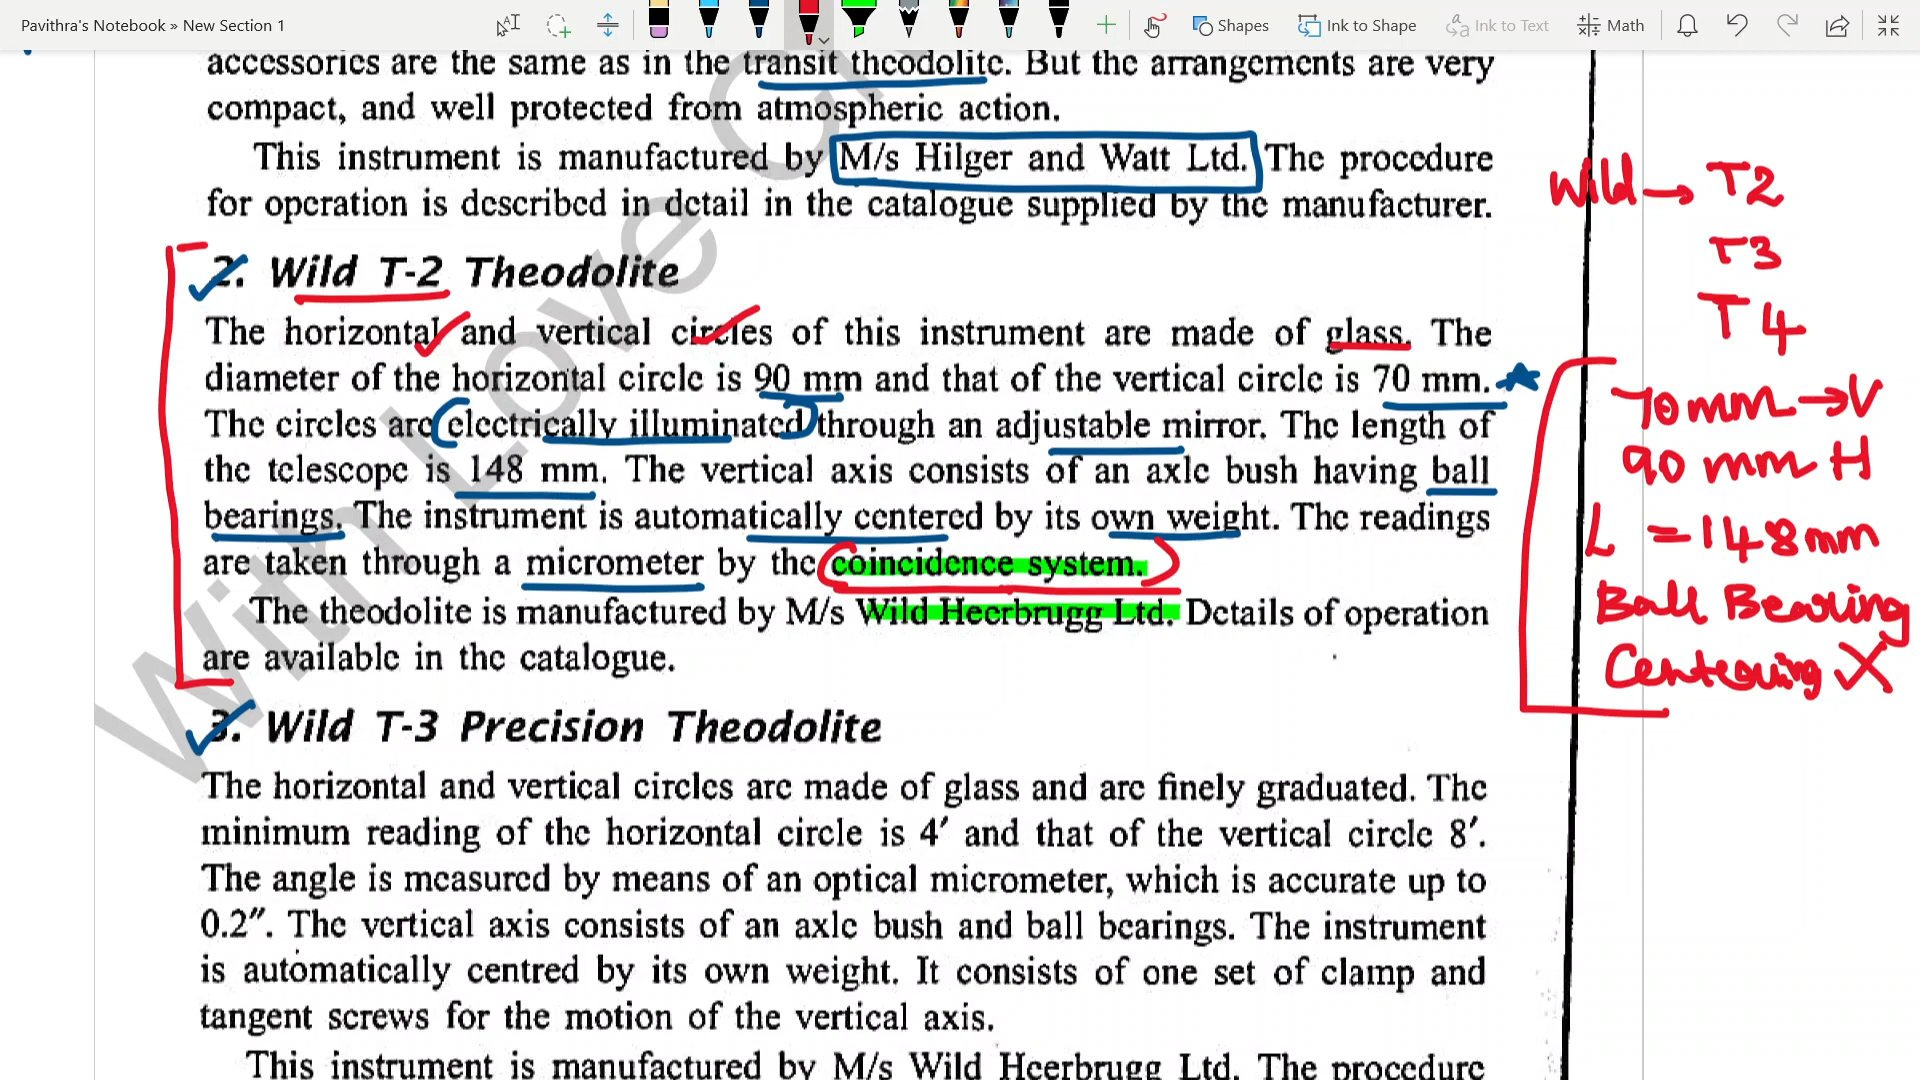 Pavithra's Notebook » New Section 1
Shapes
Ink to Shape
Ink to Text
Math
accessories are the same as in the transit theodolite. But the arrangements are very
compact, and well protected from atmospheric action.
This instrument is manufactured by M/s Hilger and Watt Ltd. The procedure
for operation is described in detail in the catalogue supplied by the manufacturer.
2. Wild T-2 Theodolite
The horizontal and vertical circles of this instrument are made of glass. The
diameter of the horizontal circle is 90 mm and that of the vertical circle is 70 mm.
The circles are electrically illuminated through an adjustable mirror. The length of
the telescope is 148 mm. The vertical axis consists of an axle bush having ball
bearings. The instrument is automatically centered by its own weight. The readings
are taken through a micrometer by the coincidence system.
The theodolite is manufactured by M/s Wild Heerbrugg Ltd. Details of operation
are available in the catalogue.
3. Wild T-3 Precision Theodolite
The horizontal and vertical circles are made of glass and are finely graduated. The
minimum reading of the horizontal circle is 4′ and that of the vertical circle 8′.
The angle is measured by means of an optical micrometer, which is accurate up to
0.2″. The vertical axis consists of an axle bush and ball bearings. The instrument
is automatically centred by its own weight. It consists of one set of clamp and
tangent screws for the motion of the vertical axis.
This instrument is manufactured by M/s Wild Heerbrugg Ltd. The procedure
Wild → T2
T3
T4
70mm → V
90 mm H
L = 148mm
Ball Bearing
Centering X
With Love